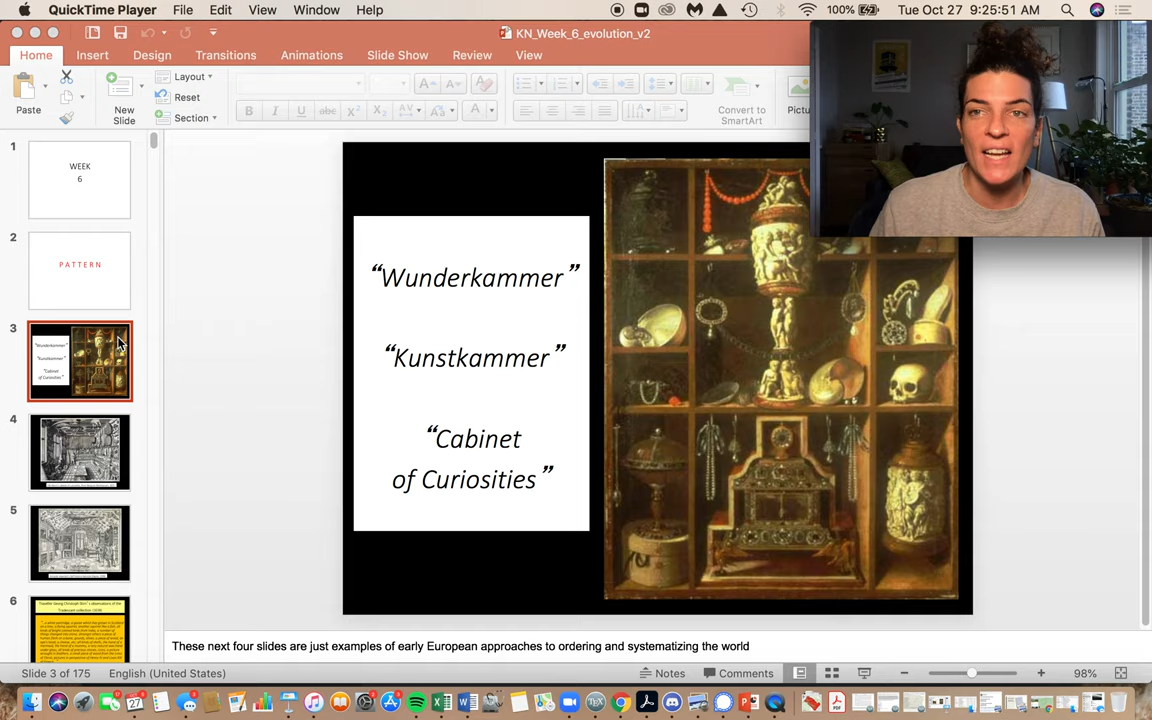 QuickTime Player File Edit View Window Help 100% Tue Oct 27 9:25:51 AM
KN_Week_6_evolution_v2
Home Insert Design Transitions Animations Slide Show Review View
Paste
New
Slide
Layout
Reset
Section
Convert to
SmartArt
Pictu
1
WEEK
6
2
PATTERN
3
4
5
6
“Wunderkammer”
“Kunstkammer”
“Cabinet
of Curiosities”
These next four slides are just examples of early European approaches to ordering and systematizing the world
Slide 3 of 175 English (United States) Notes Comments 98%